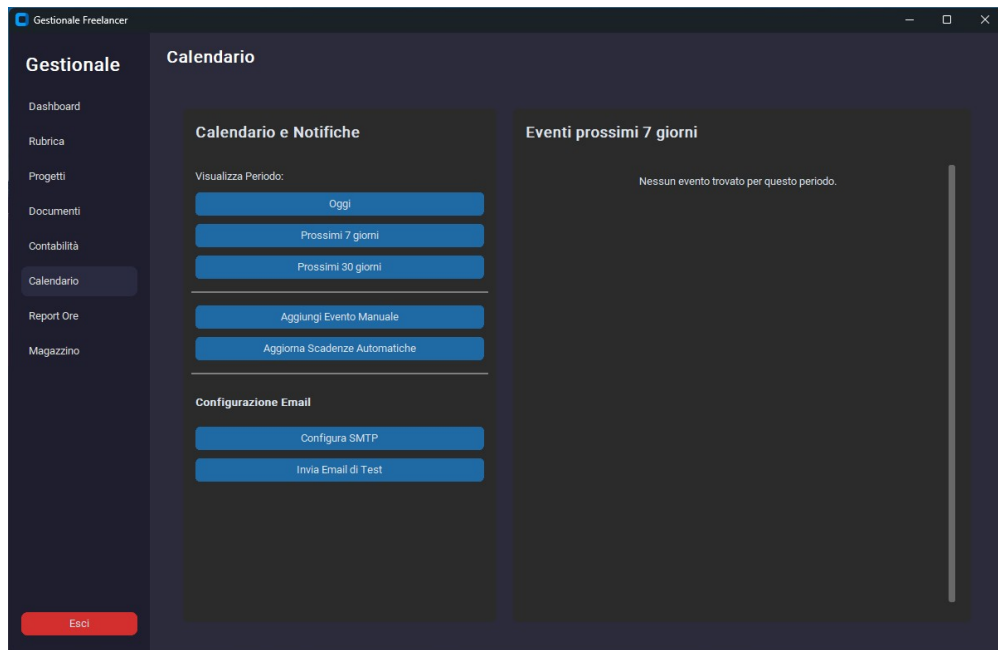 Gestionale Freelancer
Gestionale
Dashboard
Rubrica
Progetti
Documenti
Contabilità
Calendario
Report Ore
Magazzino
Esci
Calendario
Calendario e Notifiche
Visualizza Periodo:
Oggi
Prossimi 7 giorni
Prossimi 30 giorni
Aggiungi Evento Manuale
Aggiorna Scadenze Automatiche
Configurazione Email
Configura SMTP
Invia Email di Test
Eventi prossimi 7 giorni
Nessun evento trovato per questo periodo.